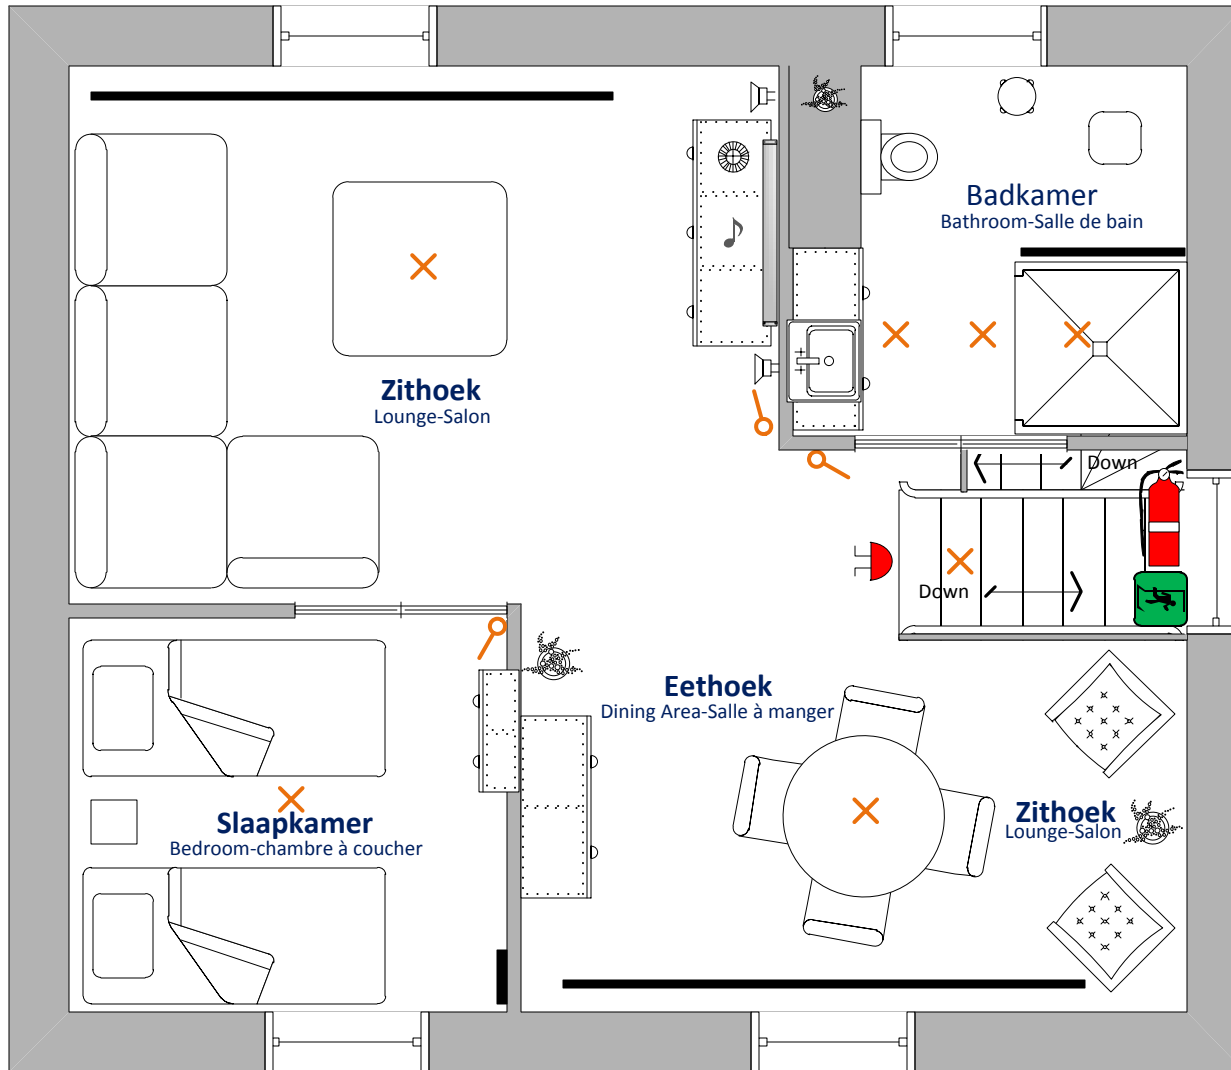 Badkamer
Bathroom-Salle de bain
Zithoek
Lounge-Salon
Down
Down
Eethoek
Dining Area-Salle à manger
Zithoek
Lounge-Salon
Slaapkamer
Bedroom-chambre à coucher